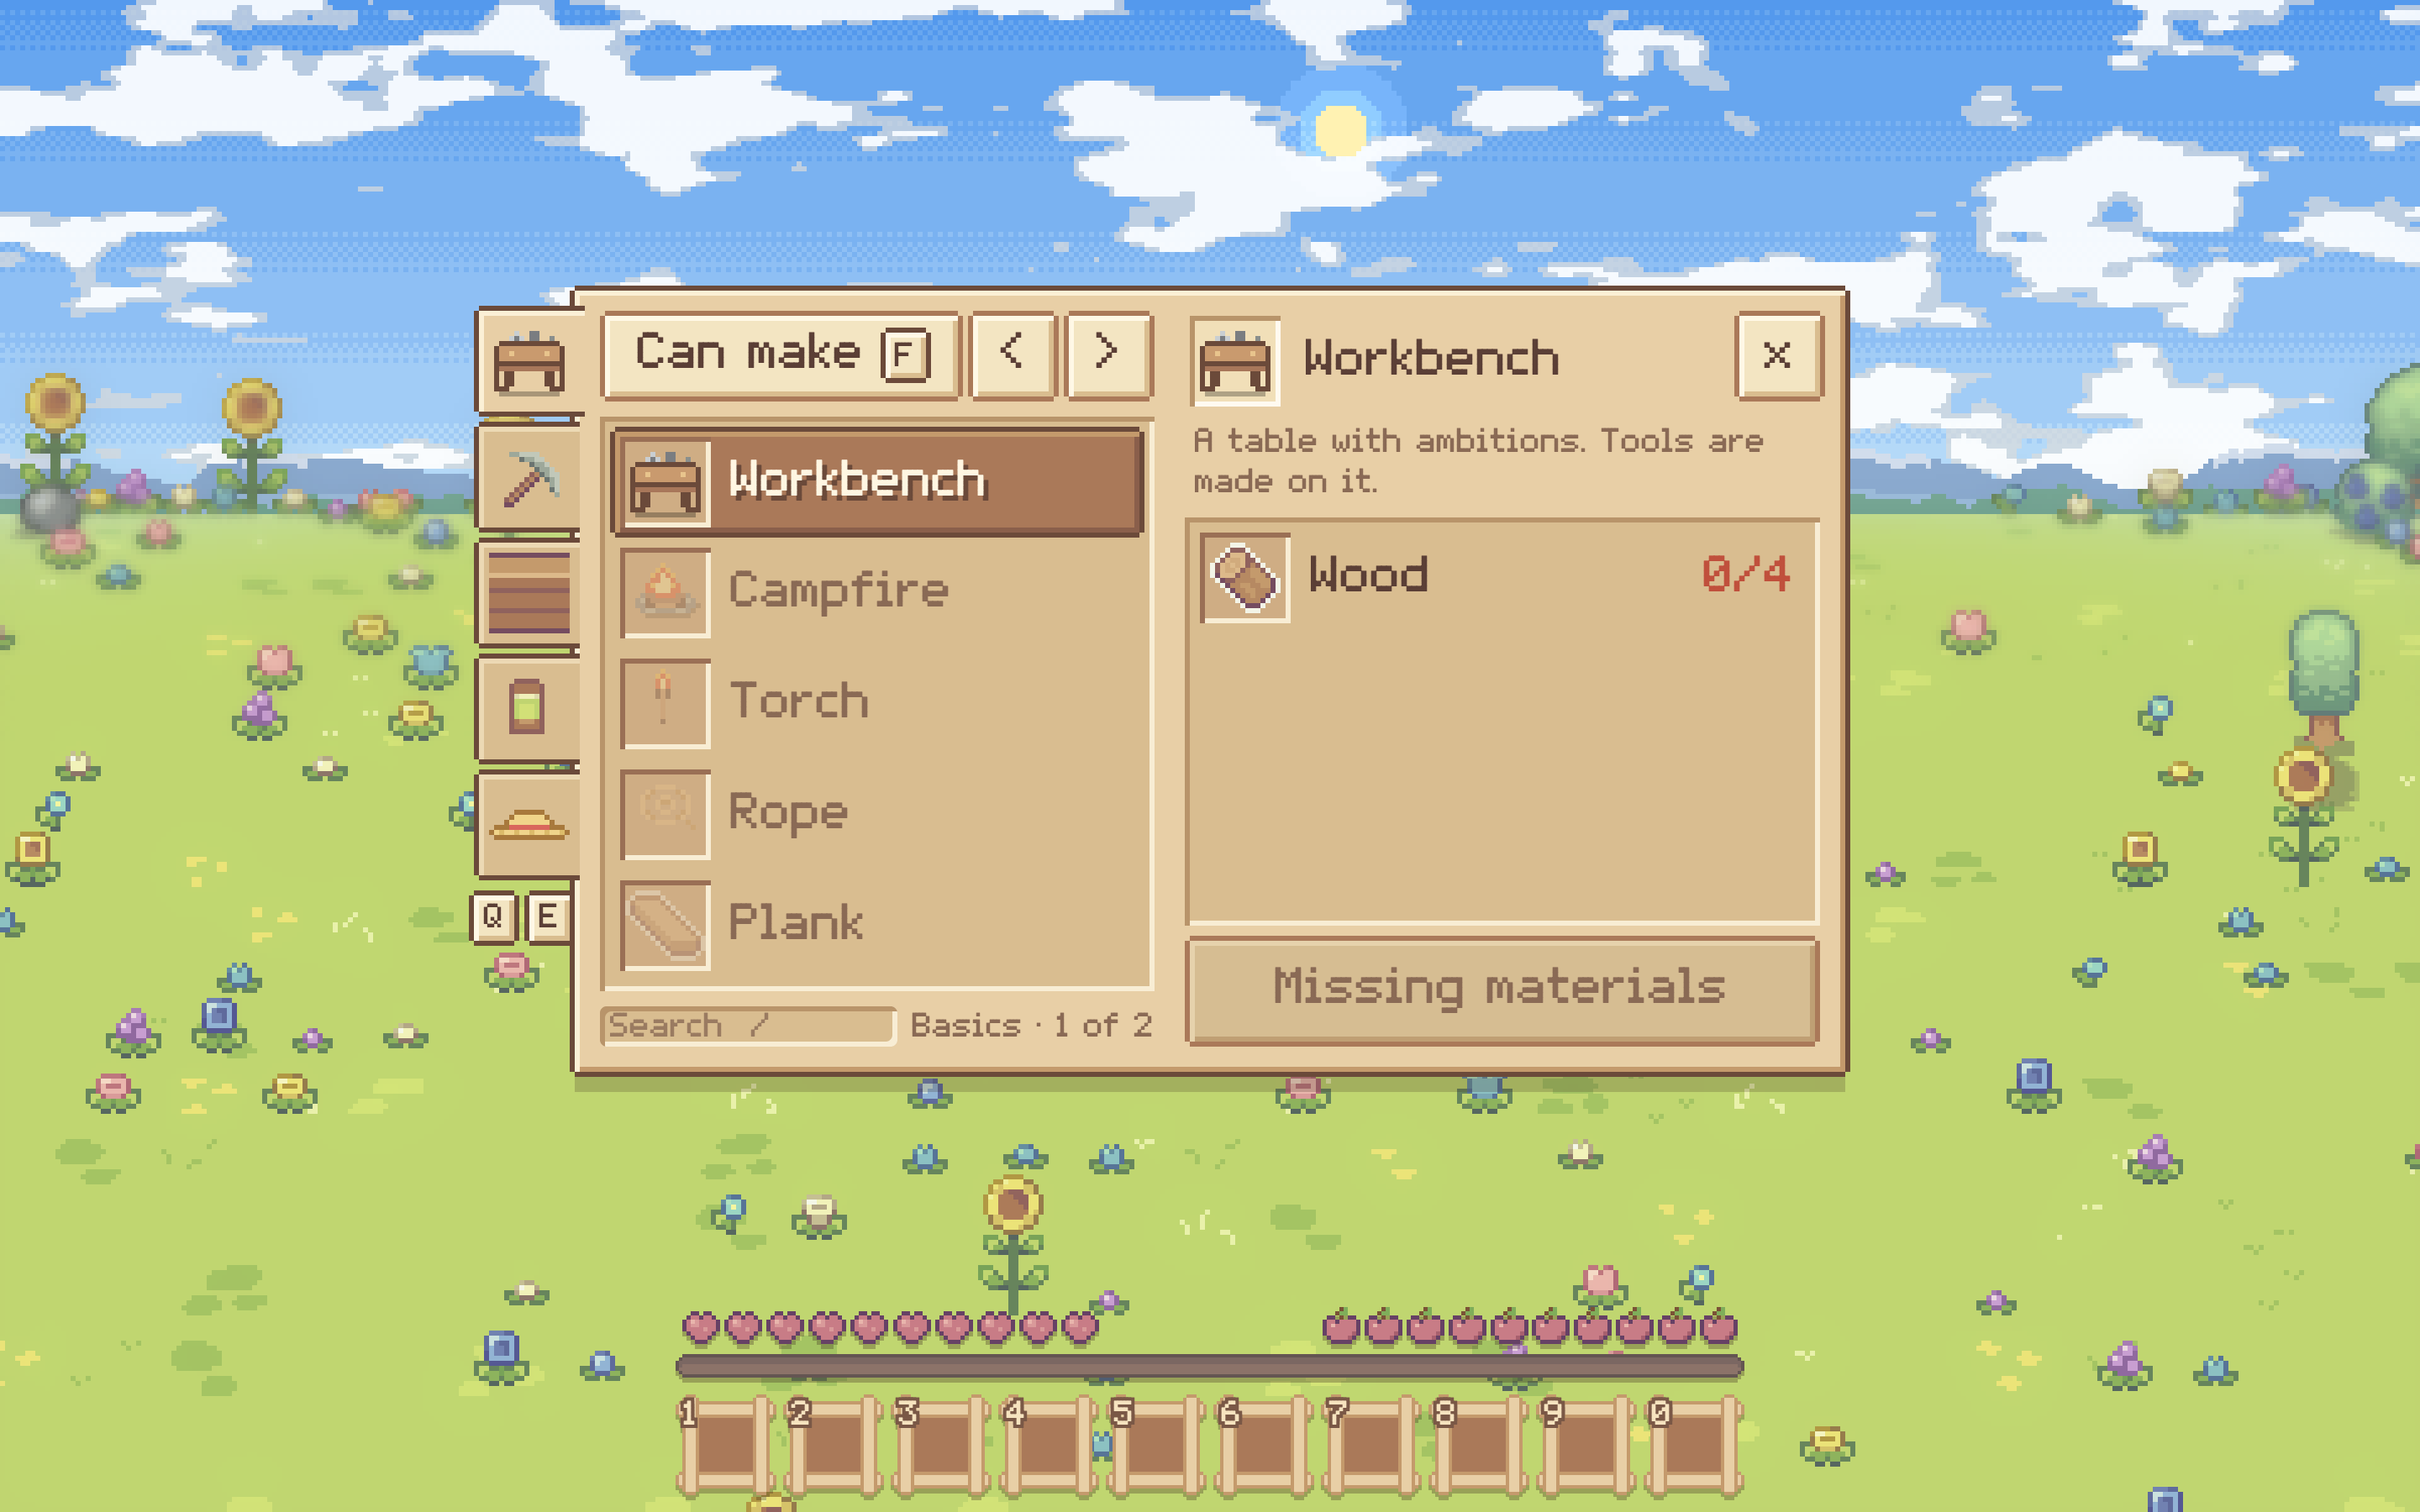 Can make F < > Workbench x
A table with ambitions. Tools are
made on it.
Workbench
Campfire
Torch
Rope
Plank
Wood 0/4
Q E
Search /
Basics · 1 of 2
Missing materials
1 2 3 4 5 6 7 8 9 0